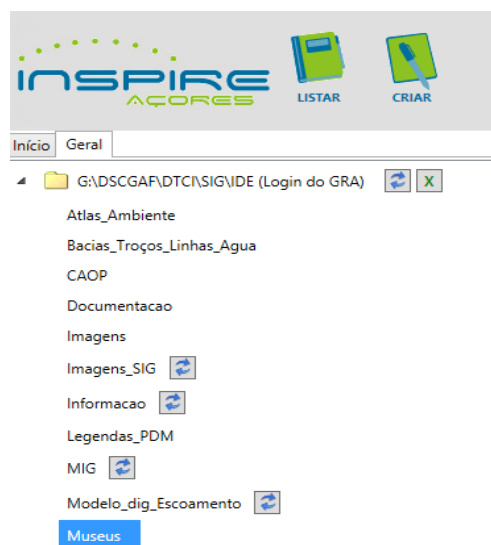 INSPIRE
AÇORES
LISTAR
CRIAR
Início
Geral
G:\DSCGAF\DTCI\SIG\IDE (Login do GRA)
X
Atlas_Ambiente
Bacias_Troços_Linhas_Agua
CAOP
Documentacao
Imagens
Imagens_SIG
Informacao
Legendas_PDM
MIG
Modelo_dig_Escoamento
Museus